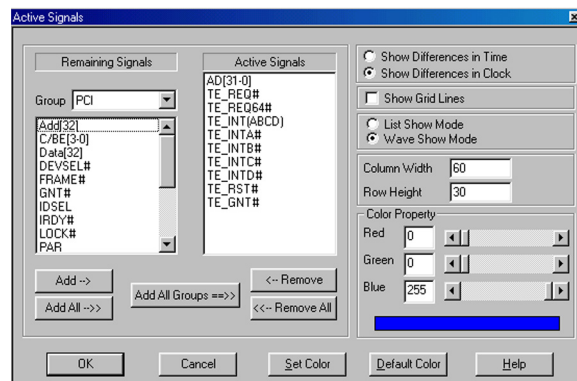 Active Signals
Remaining Signals
Active Signals
Group PCI
Add[32]
C/BE[3-0]
Data[32]
DEVSEL#
FRAME#
GNT#
IDSEL
IRDY#
LOCK#
PAR
AD[31-0]
TE_REQ#
TE_REQ64#
TE_INT(ABCD)
TE_INTA#
TE_INTB#
TE_INTC#
TE_INTD#
TE_RST#
TE_GNT#
Add -->
Add All -->>
Add All Groups ==>>
<-- Remove
<<-- Remove All
Show Differences in Time
Show Differences in Clock
Show Grid Lines
List Show Mode
Wave Show Mode
Column Width 60
Row Height 30
Color Property
Red 0
Green 0
Blue 255
OK
Cancel
Set Color
Default Color
Help